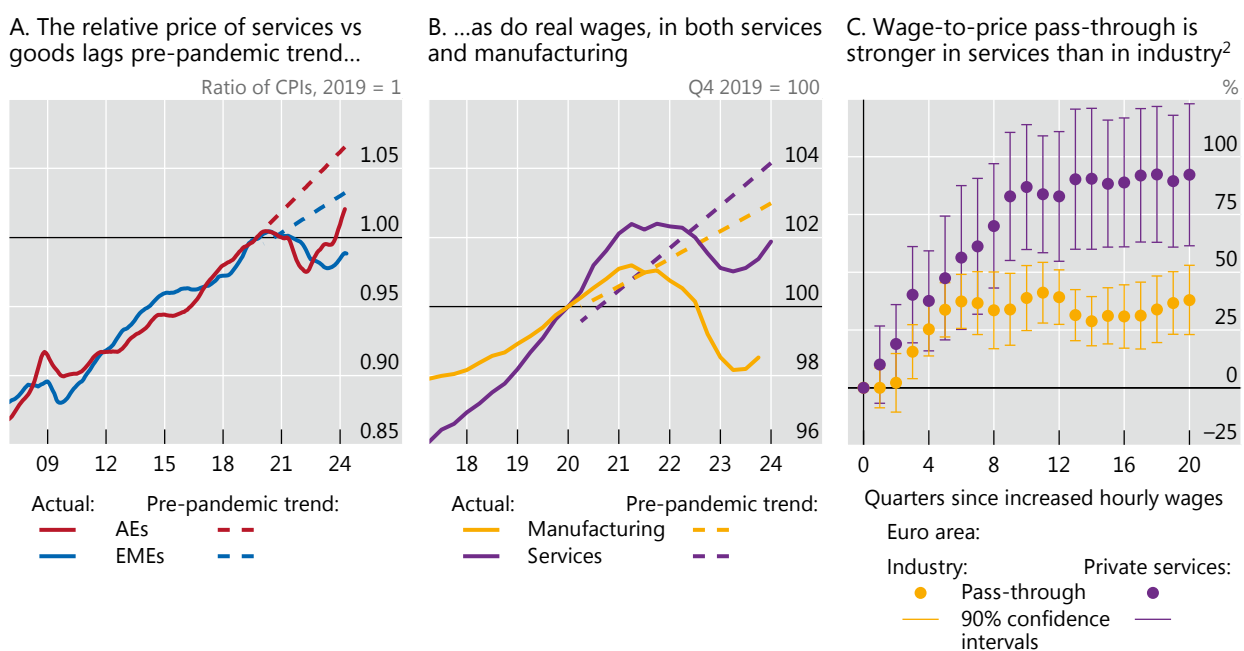 A. The relative price of services vs
goods lags pre-pandemic trend...
Ratio of CPIs, 2019 = 1
1.05
1.00
0.95
0.90
0.85
09 12 15 18 21 24
Actual: Pre-pandemic trend:
AEs
EMEs
B. ...as do real wages, in both services
and manufacturing
Q4 2019 = 100
104
102
100
98
96
18 19 20 21 22 23 24
Actual: Pre-pandemic trend:
Manufacturing
Services
C. Wage-to-price pass-through is
stronger in services than in industry2
%
100
75
50
25
0
–25
0 4 8 12 16 20
Quarters since increased hourly wages
Euro area:
Industry: Private services:
Pass-through
90% confidence
intervals